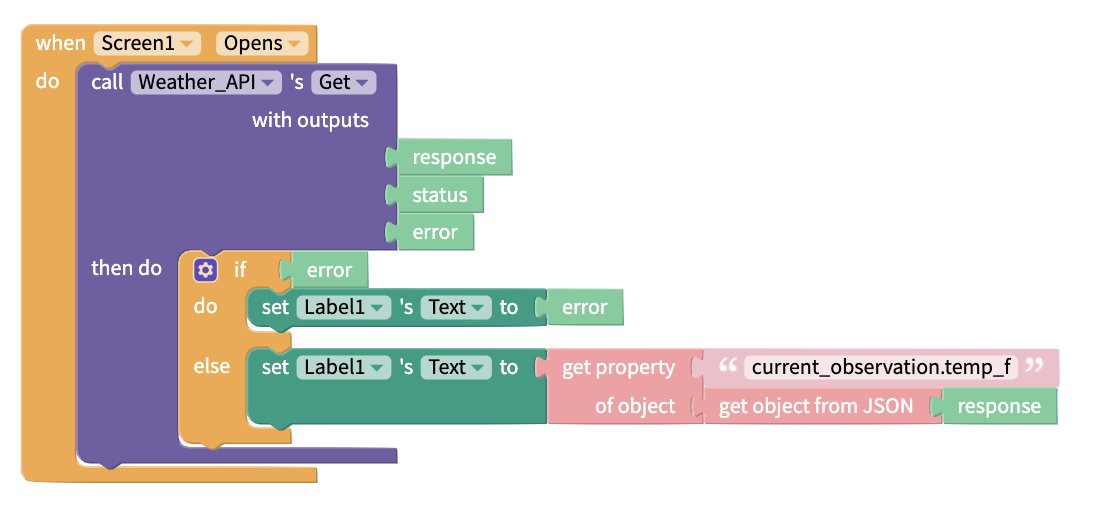 when Screen1 Opens
do call Weather_API 's Get
with outputs
response
status
error
then do if error
do set Label1 's Text to error
else set Label1 's Text to get property “ current_observation.temp_f ”
of object get object from JSON response